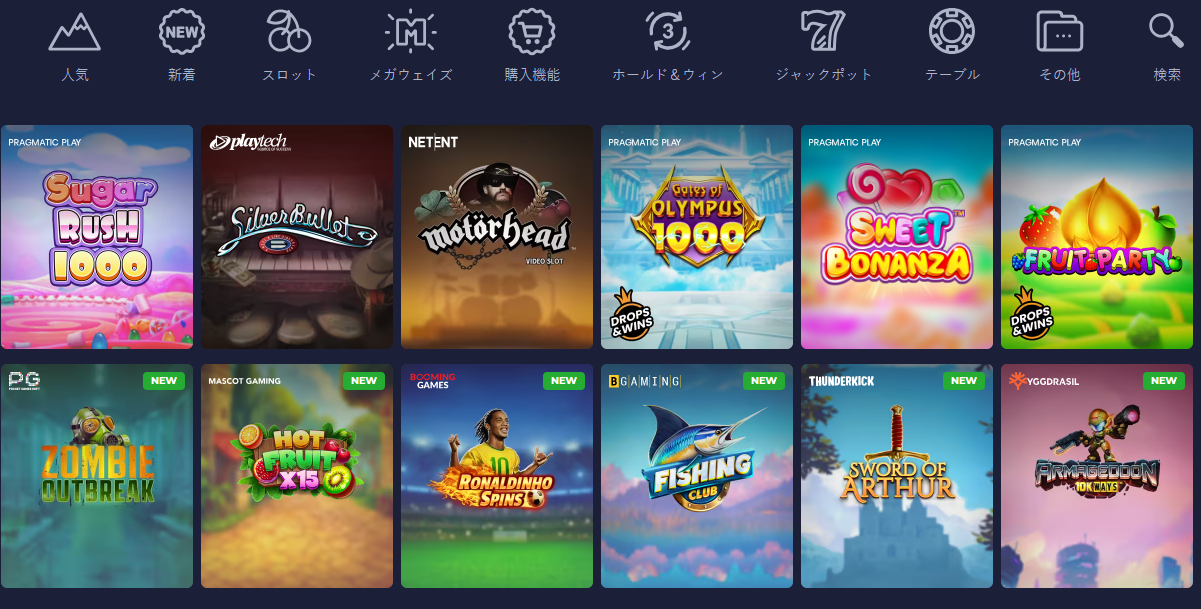 NEW
3
人気
新着
スロット
メガウェイズ
購入機能
ホールド＆ウィン
ジャックポット
テーブル
その他
検索
PRAGMATIC PLAY
Sugar
RUSH
1000
playtech
SilverBullet
NETENT
motörhead
VIDEO SLOT
PRAGMATIC PLAY
Gates of
OLYMPUS
1000
DROPS
&WINS
PRAGMATIC PLAY
SWEET
BONANZA
TM
PRAGMATIC PLAY
FRUIT PARTY
DROPS
&WINS
PG
NEW
ZOMBIE
OUTBREAK
MASCOT GAMING
NEW
HOT
FRUIT
X15
BOOMING
GAMES
NEW
10
RONALDINHO
SPINS
BGAMING
NEW
FISHING
CLUB
THUNDERKICK
NEW
SWORD OF
ARTHUR
YGGDRASIL
NEW
ARMAGEDDON
10K WAYS